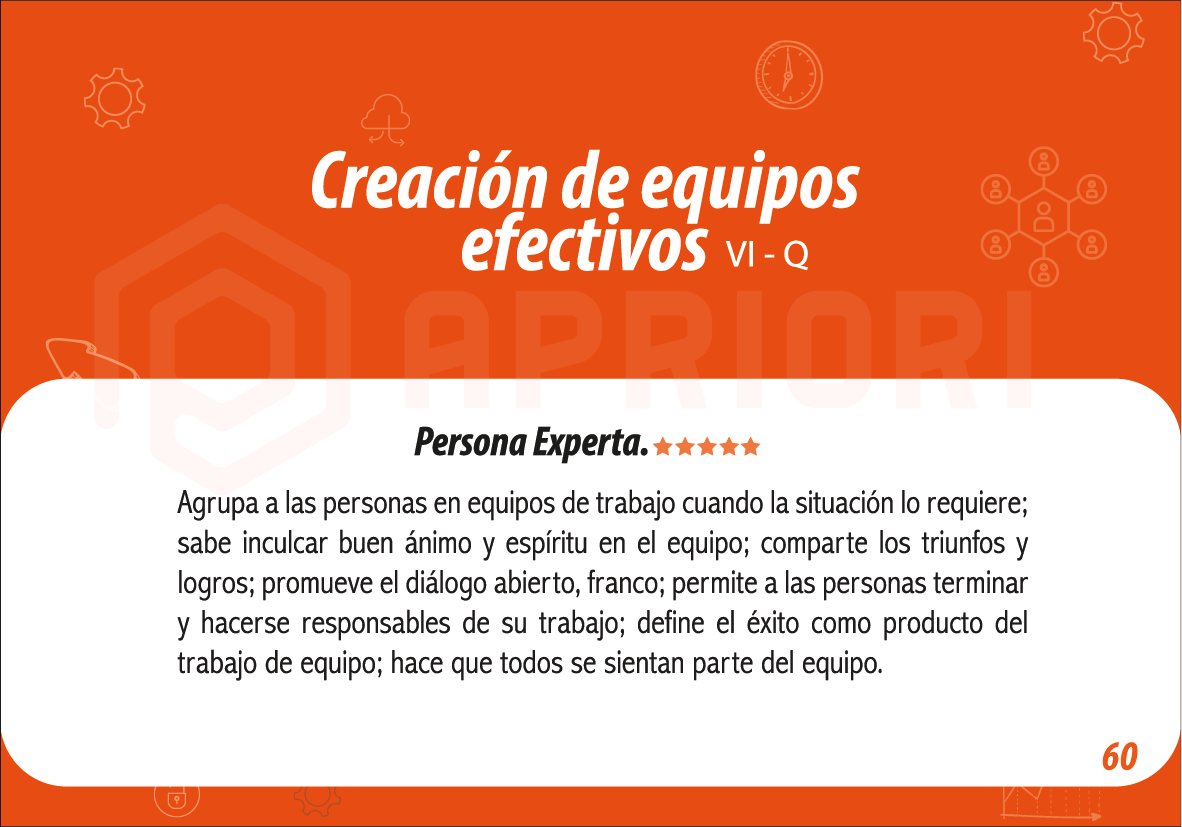 Creación de equipos
efectivos VI - Q
APRIORI
Persona Experta.
Agrupa a las personas en equipos de trabajo cuando la situación lo requiere;
sabe inculcar buen ánimo y espíritu en el equipo; comparte los triunfos y
logros; promueve el diálogo abierto, franco; permite a las personas terminar
y hacerse responsables de su trabajo; define el éxito como producto del
trabajo de equipo; hace que todos se sientan parte del equipo.
60